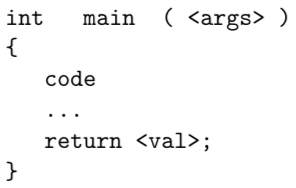 int main ( <args> )
{
code
...
return <val>;
}